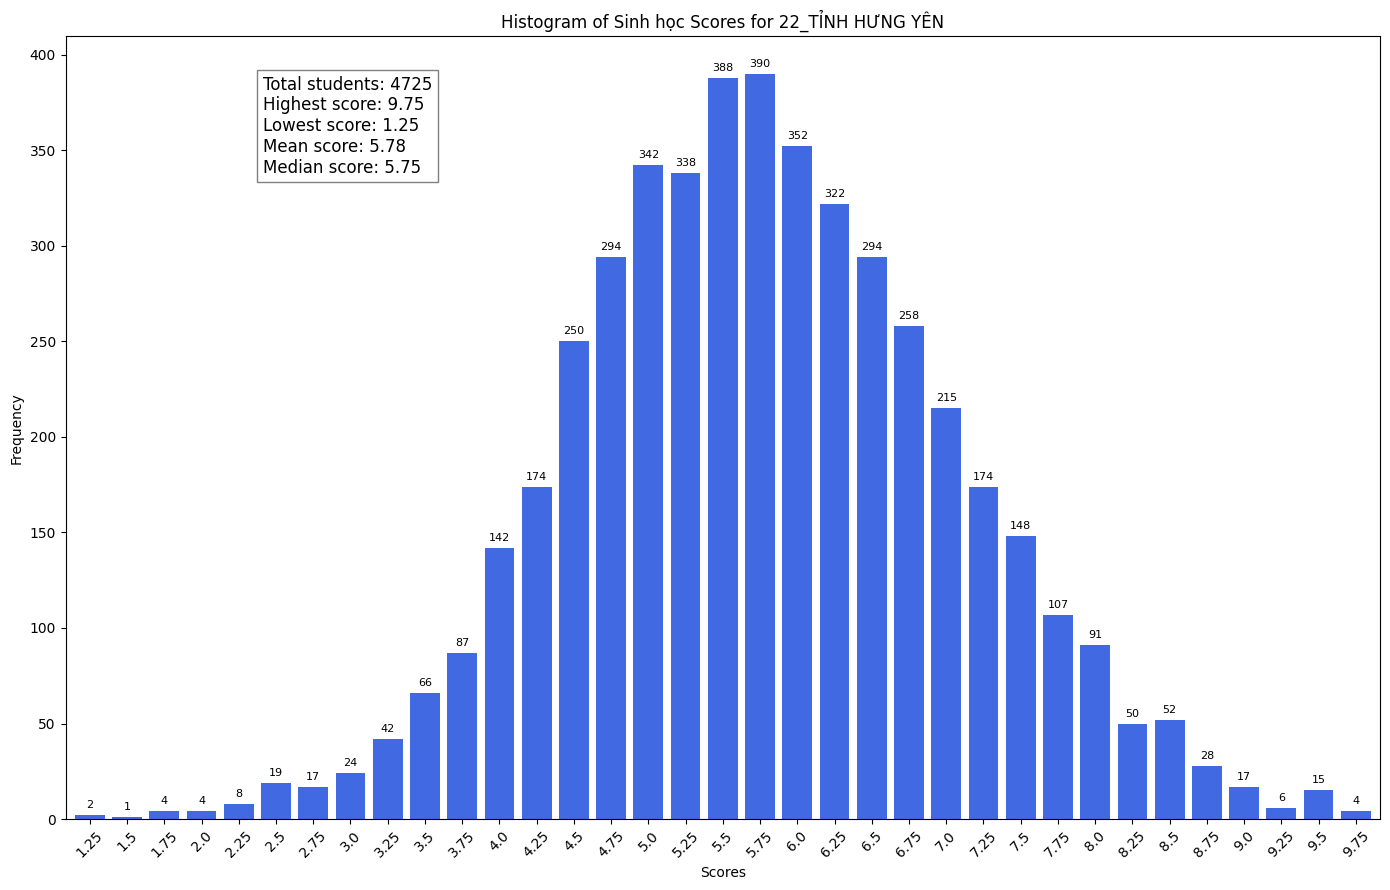 Histogram of Sinh học Scores for 22_TỈNH HƯNG YÊN
Total students: 4725
Highest score: 9.75
Lowest score: 1.25
Mean score: 5.78
Median score: 5.75
Frequency
400
350
300
250
200
150
100
50
0
2 1 4 4 8 19 17 24 42 66 87 142 174 250 294 342 338 388 390 352 322 294 258 215 174 148 107 91 50 52 28 17 6 15 4
1.25 1.5 1.75 2.0 2.25 2.5 2.75 3.0 3.25 3.5 3.75 4.0 4.25 4.5 4.75 5.0 5.25 5.5 5.75 6.0 6.25 6.5 6.75 7.0 7.25 7.5 7.75 8.0 8.25 8.5 8.75 9.0 9.25 9.5 9.75
Scores